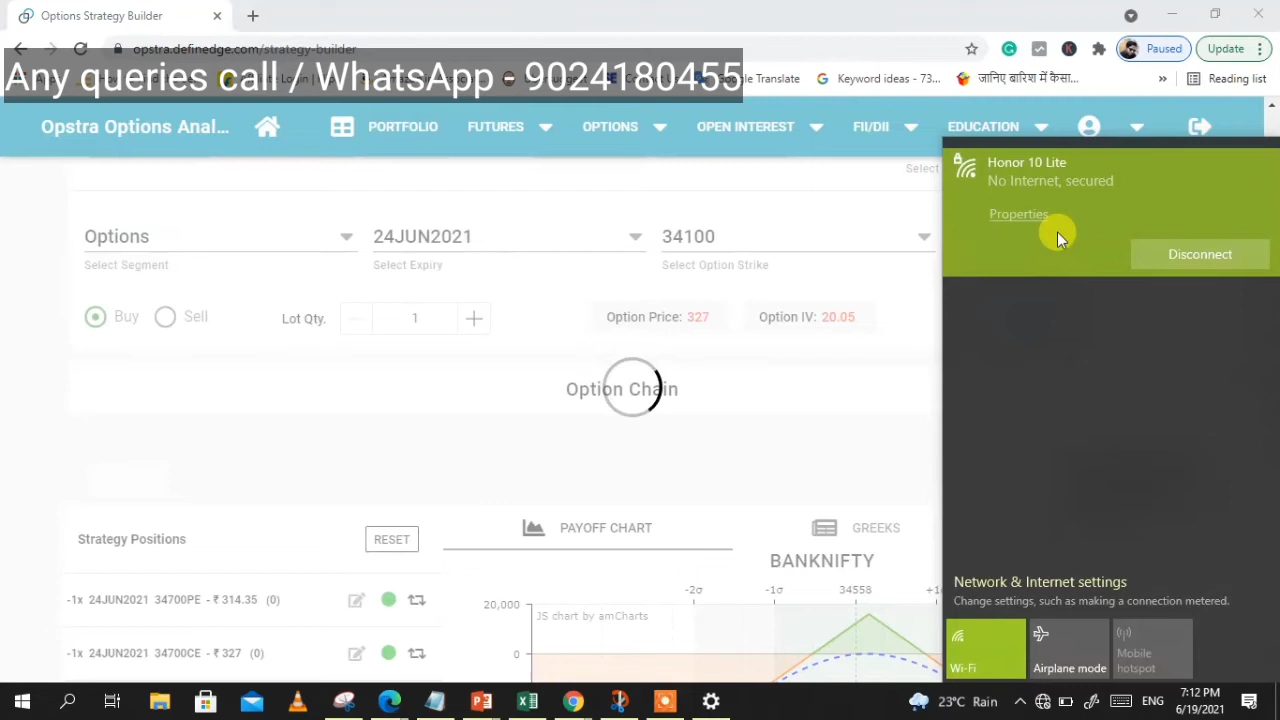 Options Strategy Builder
opstra.definedge.com/strategy-builder
Paused
Update
Any queries call / WhatsApp 9024180455
Google Translate
Keyword ideas - 73...
जानिए बारिश में कैसा...
Reading list
Opstra Options Anal...
PORTFOLIO
FUTURES
OPTIONS
OPEN INTEREST
FII/DII
EDUCATION
Honor 10 Lite
No Internet, secured
Properties
Disconnect
Select
Options
24JUN2021
34100
Select Segment
Select Expiry
Select Option Strike
Buy
Sell
Lot Qty.
1
Option Price: 327
Option IV: 20.05
Option Chain
Strategy Positions
RESET
PAYOFF CHART
GREEKS
BANKNIFTY
-2σ
-1σ
34558
-1x 24JUN2021 34700PE - ₹ 314.35 (0)
20,000
JS chart by amCharts
-1x 24JUN2021 34700CE - ₹ 327 (0)
0
Network & Internet settings
Change settings, such as making a connection metered.
Wi-Fi
Airplane mode
Mobile
hotspot
23°C Rain
ENG
7:12 PM
6/19/2021